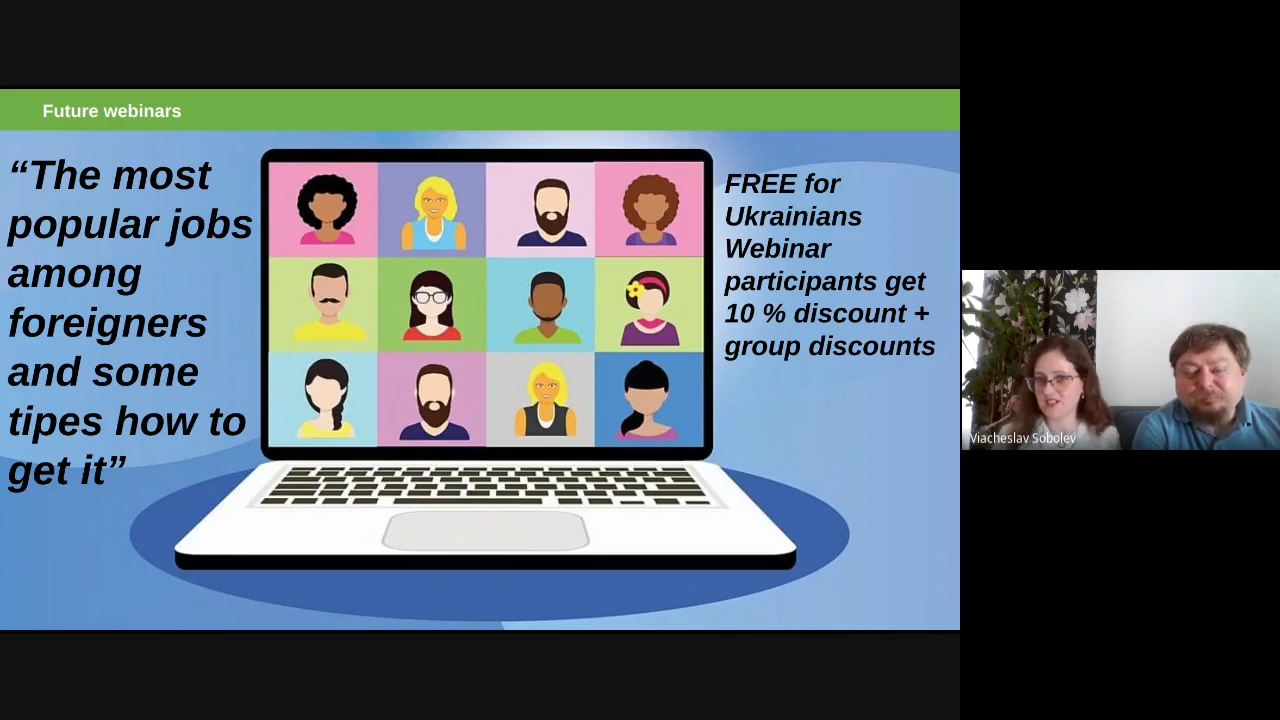 Future webinars
“The most
popular jobs
among
foreigners
and some
tipes how to
get it”
FREE for
Ukrainians
Webinar
participants get
10 % discount +
group discounts
Viacheslav Sobolev